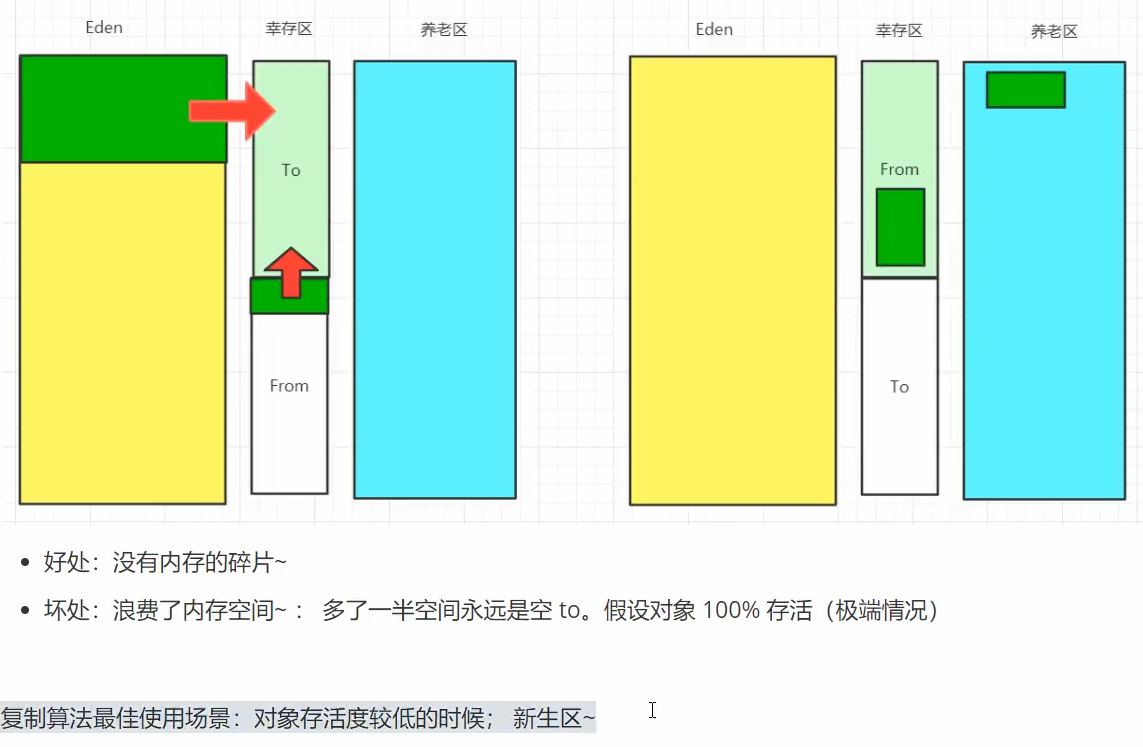 Eden 幸存区 养老区 Eden 幸存区 养老区
To From
From To
好处：没有内存的碎片~
坏处：浪费了内存空间~ ： 多了一半空间永远是空 to。假设对象 100% 存活（极端情况）
复制算法最佳使用场景：对象存活度较低的时候； 新生区~